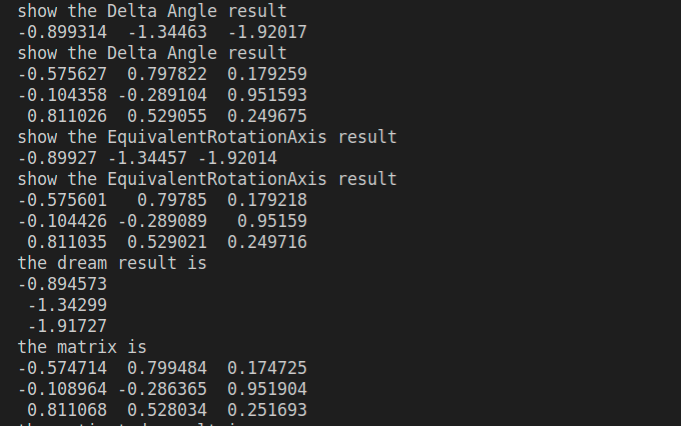 show the Delta Angle result
-0.899314  -1.34463  -1.92017
show the Delta Angle result
-0.575627  0.797822  0.179259
-0.104358 -0.289104  0.951593
 0.811026  0.529055  0.249675
show the EquivalentRotationAxis result
-0.89927 -1.34457 -1.92014
show the EquivalentRotationAxis result
-0.575601   0.79785  0.179218
-0.104426 -0.289089   0.95159
 0.811035  0.529021  0.249716
the dream result is
-0.894573
 -1.34299
 -1.91727
the matrix is
-0.574714  0.799484  0.174725
-0.108964 -0.286365  0.951904
 0.811068  0.528034  0.251693